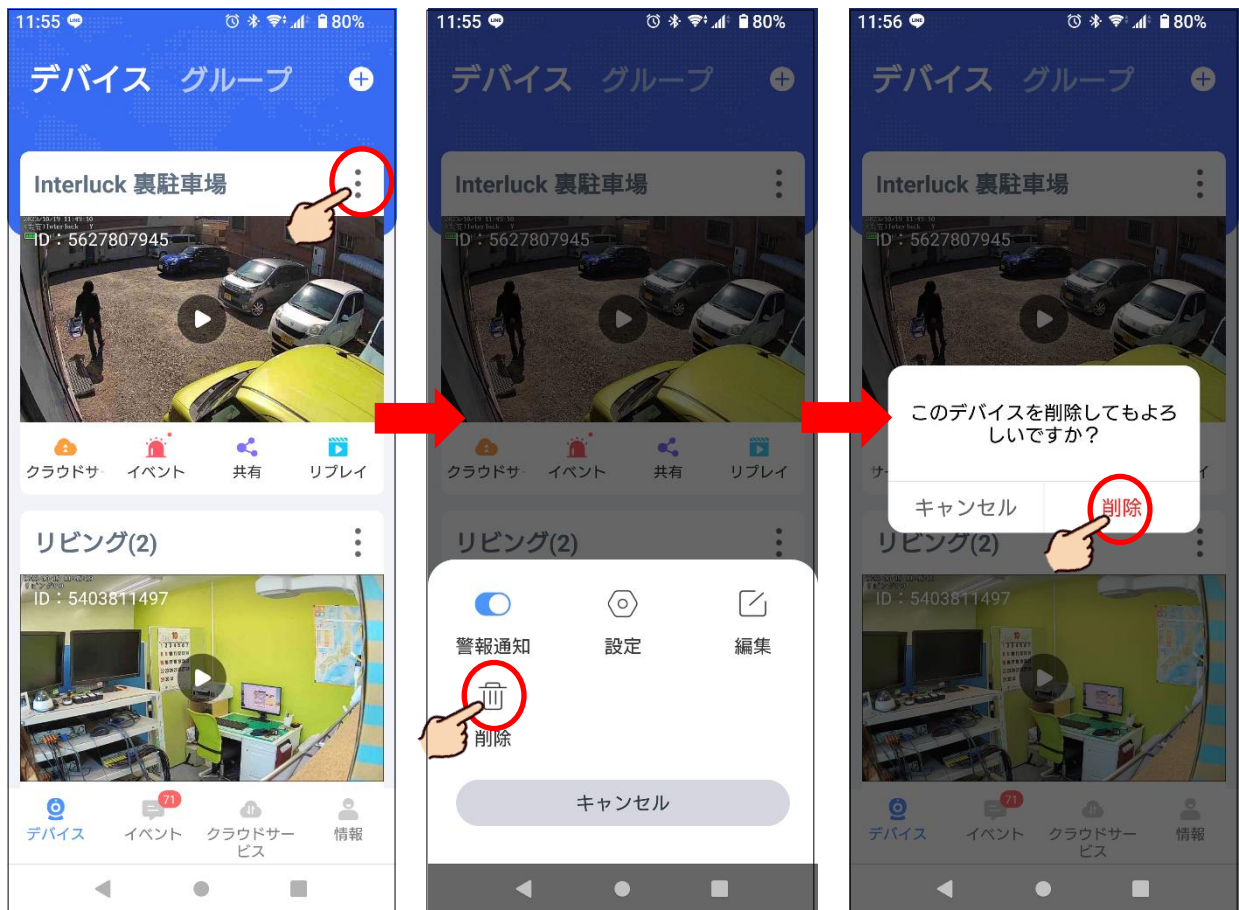 11:55
80%
デバイス グループ
Interluck 裏駐車場
2023/10/19 11:49:50
ID：5627807945
クラウドサ-
イベント
共有
リプレイ
リビング(2)
ID：5403811497
10
デバイス
71
イベント
クラウドサー
ビス
情報
11:55
80%
デバイス グループ
Interluck 裏駐車場
ID：5627807945
クラウドサ-
イベント
共有
リプレイ
リビング(2)
警報通知
設定
編集
削除
キャンセル
11:56
80%
デバイス グループ
Interluck 裏駐車場
ID：5627807945
このデバイスを削除してもよろ
しいですか？
キャンセル
削除
リビング(2)
ID：5403811497
デバイス
71
イベント
クラウドサー
ビス
情報